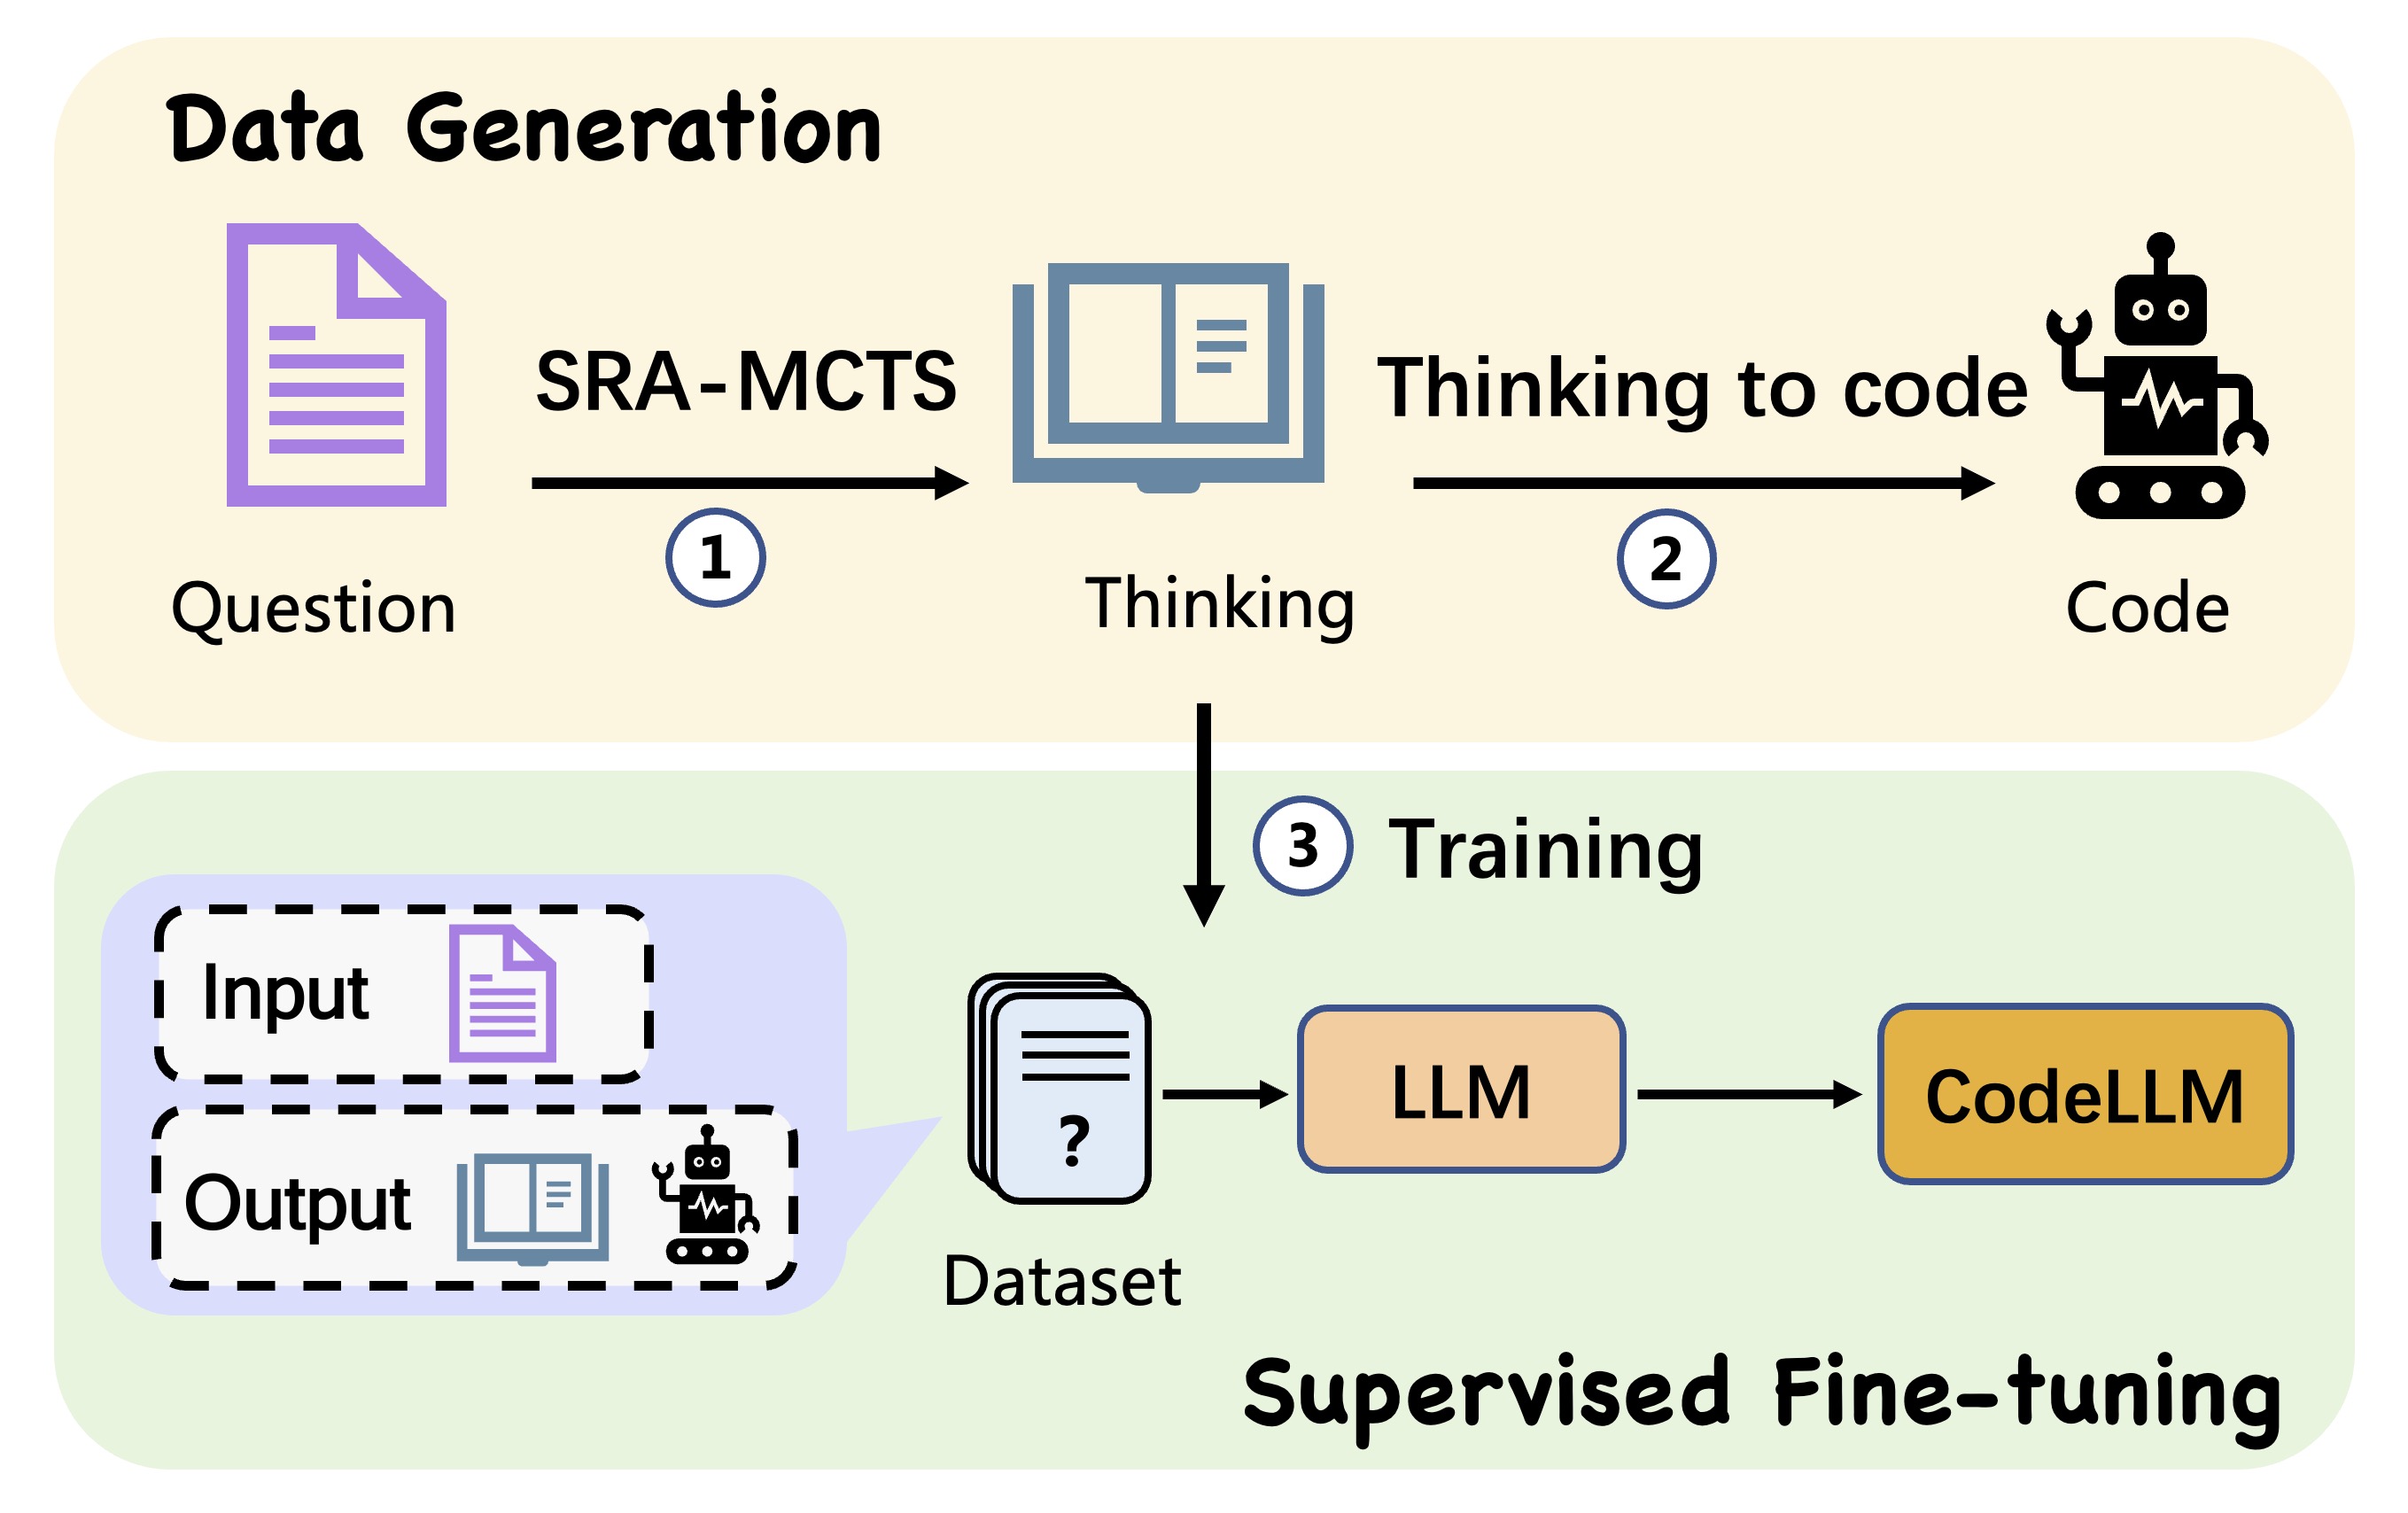 Data Generation
SRA-MCTS
Thinking to code
1
2
Question
Thinking
Code
3
Training
Input
Output
?
Dataset
LLM
CodeLLM
Supervised Fine-tuning